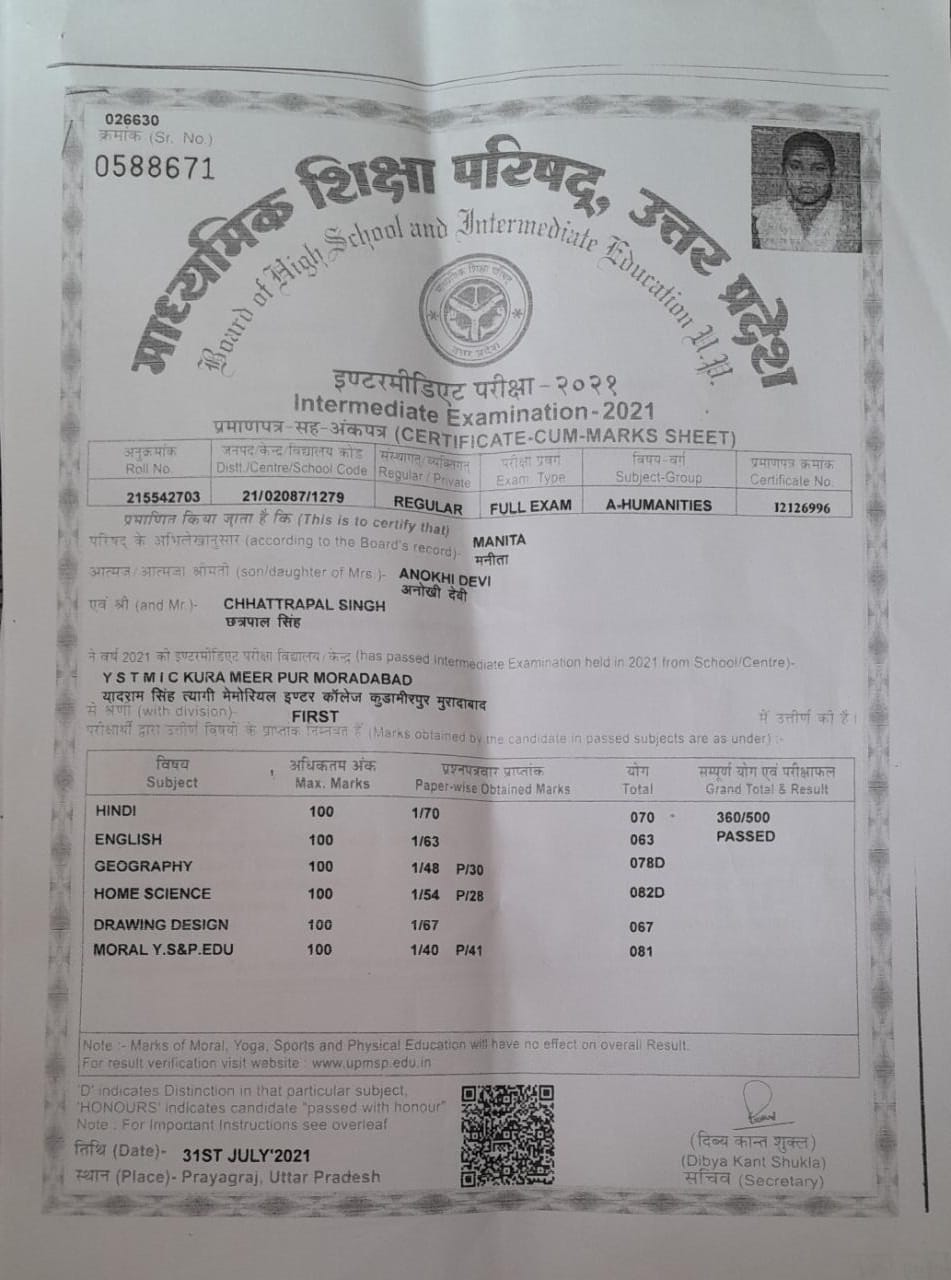 026630
क्रमांक (Sr. No.)
0588671
माध्यमिक शिक्षा परिषद्, उत्तर प्रदेश
Board of High School and Intermediate Education U.P.
माध्यमिक शिक्षा परिषद्
उत्तर प्रदेश
इण्टरमीडिएट परीक्षा - २०२१
Intermediate Examination-2021
प्रमाणपत्र-सह-अंकपत्र (CERTIFICATE-CUM-MARKS SHEET)
अनुक्रमांक जनपद/केन्द्र/विद्यालय कोड संस्थागत/व्यक्तिगत परीक्षा प्रवर्ग विषय-वर्ग प्रमाणपत्र क्रमांक
Roll No. Distt./Centre/School Code Regular / Private Exam. Type Subject-Group Certificate No.
215542703 21/02087/1279 REGULAR FULL EXAM A-HUMANITIES 12126996
प्रमाणित किया जाता है कि (This is to certify that)
परिषद के अभिलेखानुसार (according to the Board's record)- MANITA
मनीता
आत्मज/आत्मजा श्रीमती (son/daughter of Mrs.)- ANOKHI DEVI
अनोखी देवी
एवं श्री (and Mr.)- CHHATTRAPAL SINGH
छत्रपाल सिंह
ने वर्ष 2021 की इण्टरमीडिएट परीक्षा विद्यालय/केन्द्र (has passed Intermediate Examination held in 2021 from School/Centre)-
Y S T M I C KURA MEER PUR MORADABAD
यादराम सिंह त्यागी मेमोरियल इण्टर कॉलेज कुडामीरपुर मुरादाबाद
से श्रेणी (with division)- FIRST में उत्तीर्ण की है।
परीक्षार्थी द्वारा उत्तीर्ण विषयों के प्राप्तांक निम्नवत हैं (Marks obtained by the candidate in passed subjects are as under) :-
विषय अधिकतम अंक प्रश्नपत्रवार प्राप्तांक योग सम्पूर्ण योग एवं परीक्षाफल
Subject Max. Marks Paper-wise Obtained Marks Total Grand Total & Result
HINDI 100 1/70 070 360/500
ENGLISH 100 1/63 063 PASSED
GEOGRAPHY 100 1/48 P/30 078D
HOME SCIENCE 100 1/54 P/28 082D
DRAWING DESIGN 100 1/67 067
MORAL Y.S&P.EDU 100 1/40 P/41 081
Note :- Marks of Moral, Yoga, Sports and Physical Education will have no effect on overall Result.
For result verification visit website : www.upmsp.edu.in
'D' indicates Distinction in that particular subject,
'HONOURS' indicates candidate "passed with honour"
Note : For Important Instructions see overleaf
तिथि (Date)- 31ST JULY'2021
स्थान (Place)- Prayagraj, Uttar Pradesh
(दिव्य कान्त शुक्ल)
(Dibya Kant Shukla)
सचिव (Secretary)